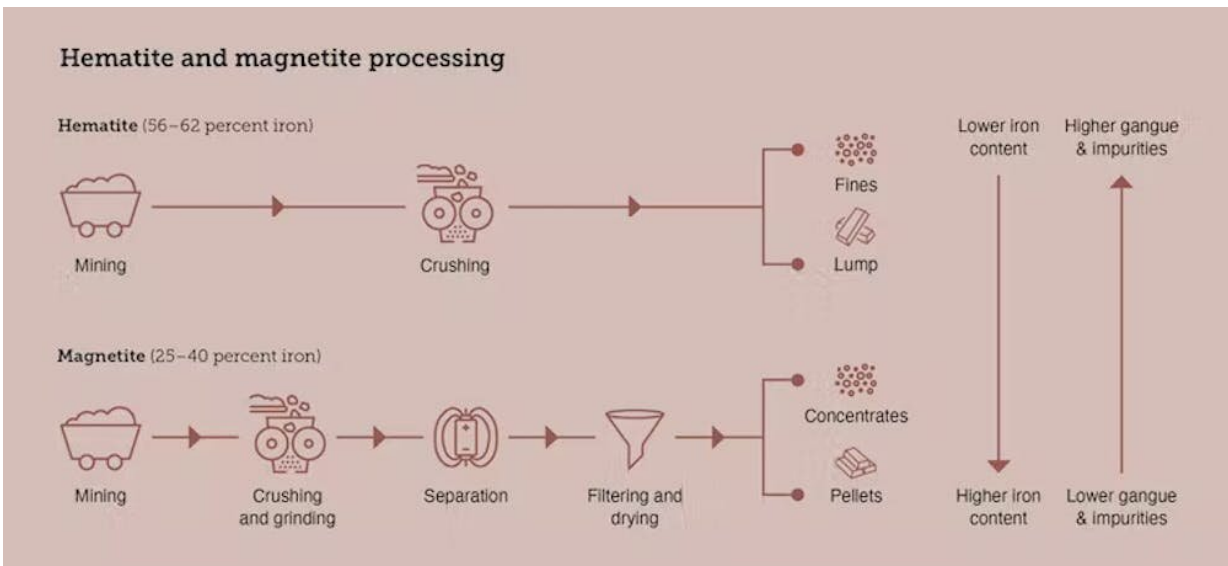 Hematite and magnetite processing
Hematite (56–62 percent iron)
Mining
Crushing
Fines
Lump
Lower iron
content
Higher gangue
& impurities
Magnetite (25–40 percent iron)
Mining
Crushing
and grinding
Separation
Filtering and
drying
Concentrates
Pellets
Higher iron
content
Lower gangue
& impurities